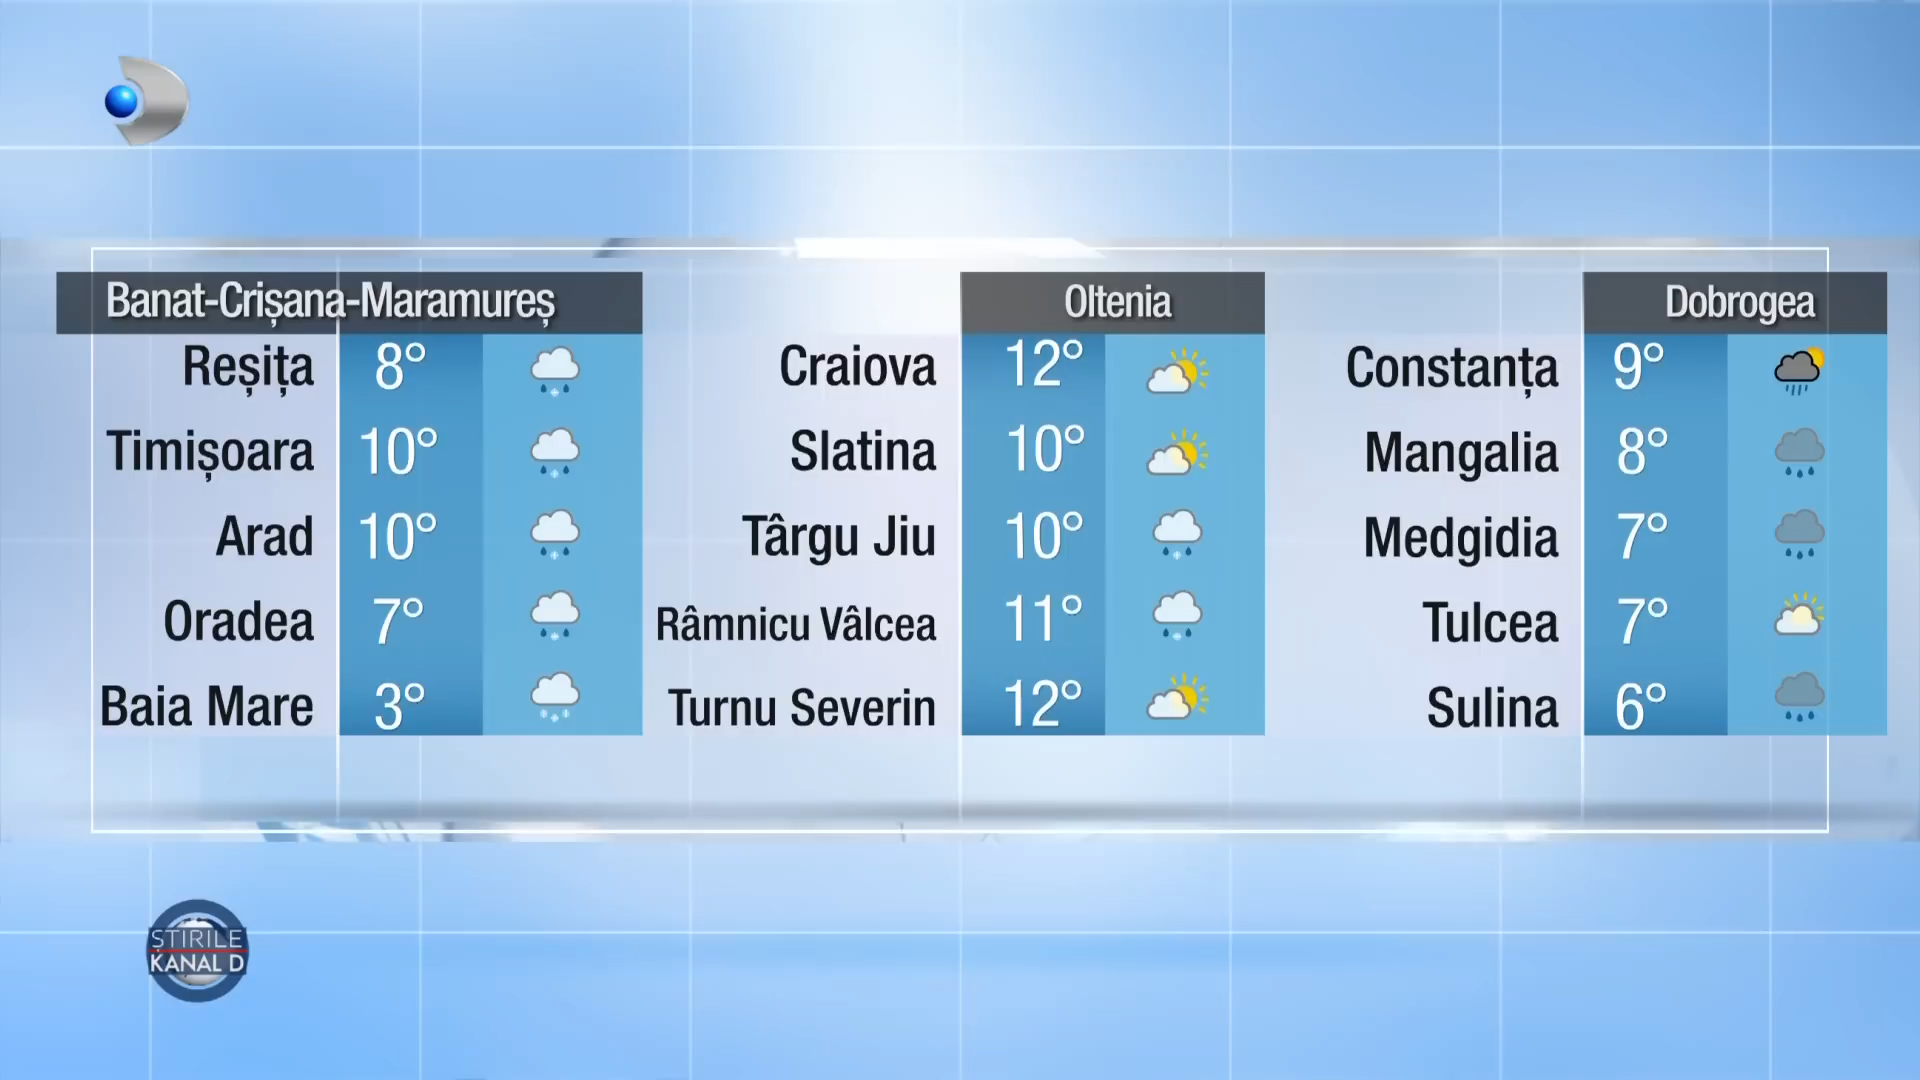 Banat-Crișana-Maramureș
Reșița 8°
Timișoara 10°
Arad 10°
Oradea 7°
Baia Mare 3°
Oltenia
Craiova 12°
Slatina 10°
Târgu Jiu 10°
Râmnicu Vâlcea 11°
Turnu Severin 12°
Dobrogea
Constanța 9°
Mangalia 8°
Medgidia 7°
Tulcea 7°
Sulina 6°
ȘTIRILE
KANAL D